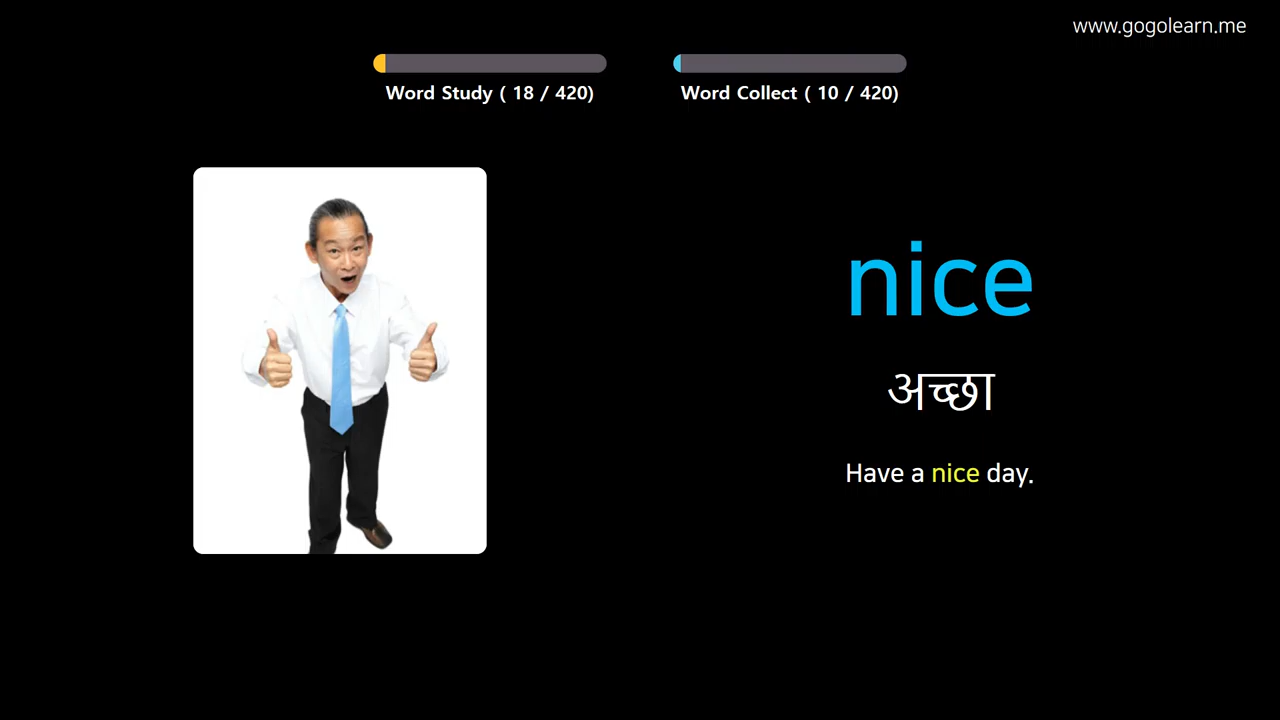 www.gogolearn.me
Word Study ( 18 / 420)
Word Collect ( 10 / 420)
nice
अच्छा
Have a nice day.